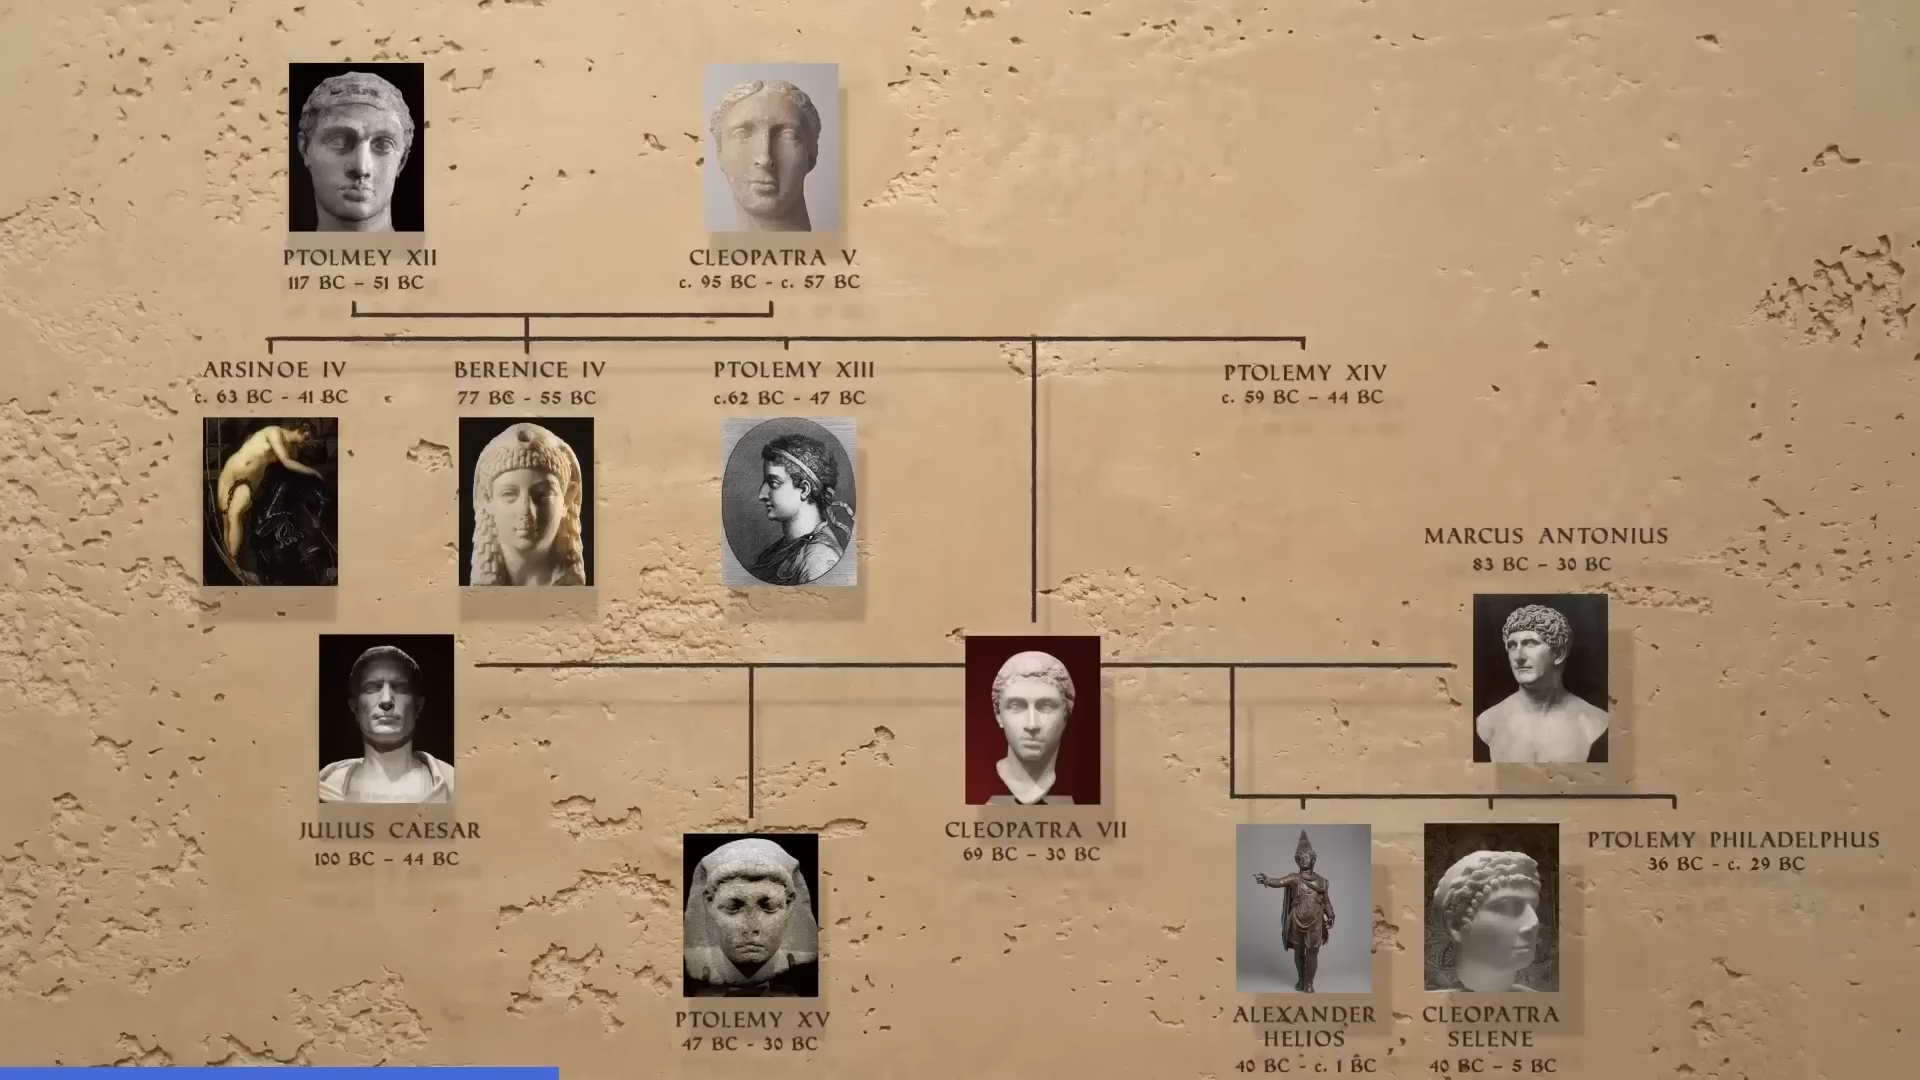 PTOLMEY XII
117 BC – 51 BC
CLEOPATRA V
c. 95 BC - c. 57 BC
ARSINOE IV
c. 63 BC - 41 BC
BERENICE IV
77 BC - 55 BC
PTOLEMY XIII
c.62 BC - 47 BC
PTOLEMY XIV
c. 59 BC – 44 BC
MARCUS ANTONIUS
83 BC – 30 BC
JULIUS CAESAR
100 BC – 44 BC
CLEOPATRA VII
69 BC – 30 BC
PTOLEMY PHILADELPHUS
36 BC - c. 29 BC
PTOLEMY XV
47 BC - 30 BC
ALEXANDER
HELIOS
40 BC - c. 1 BC
CLEOPATRA
SELENE
40 BC – 5 BC